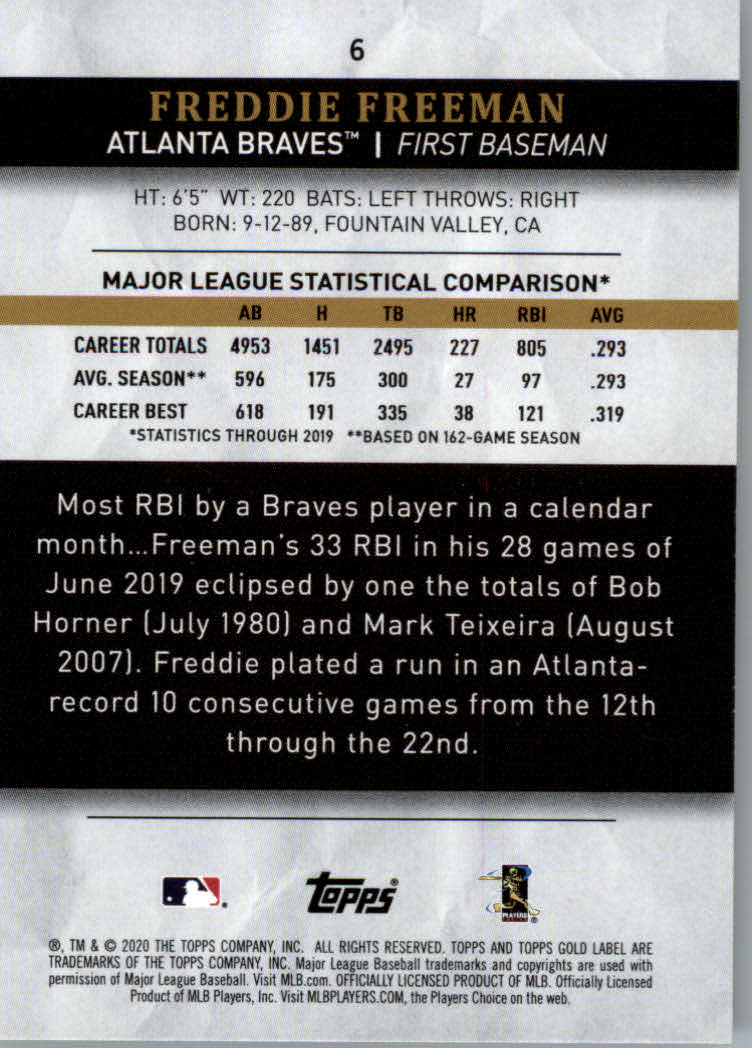 6
FREDDIE FREEMAN
ATLANTA BRAVES™ | FIRST BASEMAN
HT: 6'5" WT: 220 BATS: LEFT THROWS: RIGHT
BORN: 9-12-89, FOUNTAIN VALLEY, CA
MAJOR LEAGUE STATISTICAL COMPARISON*
AB H TB HR RBI AVG
CAREER TOTALS 4953 1451 2495 227 805 .293
AVG. SEASON** 596 175 300 27 97 .293
CAREER BEST 618 191 335 38 121 .319
*STATISTICS THROUGH 2019 **BASED ON 162-GAME SEASON
Most RBI by a Braves player in a calendar
month...Freeman's 33 RBI in his 28 games of
June 2019 eclipsed by one the totals of Bob
Horner (July 1980) and Mark Teixeira (August
2007). Freddie plated a run in an Atlanta-
record 10 consecutive games from the 12th
through the 22nd.
topps®
PLAYERS
®, TM & © 2020 THE TOPPS COMPANY, INC. ALL RIGHTS RESERVED. TOPPS AND TOPPS GOLD LABEL ARE
TRADEMARKS OF THE TOPPS COMPANY, INC. Major League Baseball trademarks and copyrights are used with
permission of Major League Baseball. Visit MLB.com. OFFICIALLY LICENSED PRODUCT OF MLB. Officially Licensed
Product of MLB Players, Inc. Visit MLBPLAYERS.COM, the Players Choice on the web.